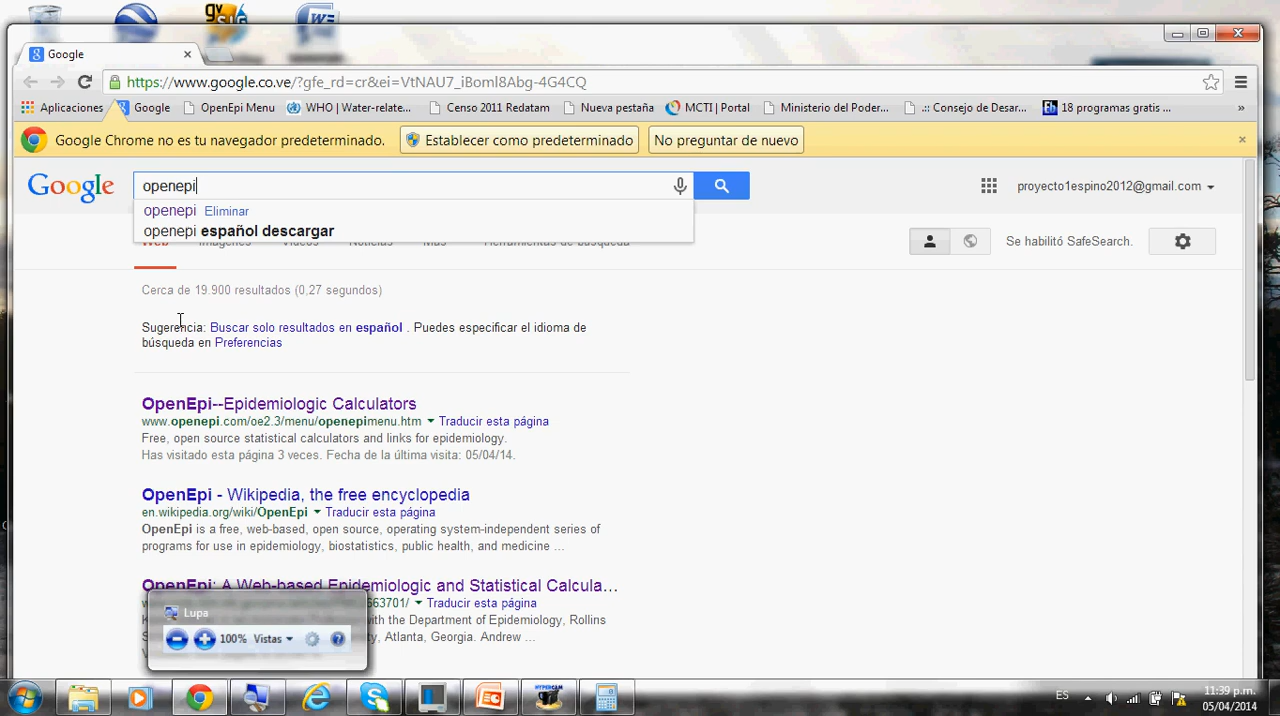 Google
https://www.google.co.ve/?gfe_rd=cr&ei=VtNAU7_iBoml8Abg-4G4CQ
Aplicaciones Google OpenEpi Menu WHO | Water-relate... Censo 2011 Redatam Nueva pestaña MCTI | Portal Ministerio del Poder... .:: Consejo de Desar... 18 programas gratis ... »
Google Chrome no es tu navegador predeterminado. Establecer como predeterminado No preguntar de nuevo
Google openepi proyecto1espino2012@gmail.com
openepi Eliminar
openepi español descargar
Se habilitó SafeSearch.
Cerca de 19.900 resultados (0,27 segundos)
Sugerencia: Buscar solo resultados en español . Puedes especificar el idioma de
búsqueda en Preferencias
OpenEpi--Epidemiologic Calculators
www.openepi.com/oe2.3/menu/openepimenu.htm Traducir esta página
Free, open source statistical calculators and links for epidemiology.
Has visitado esta página 3 veces. Fecha de la última visita: 05/04/14.
OpenEpi - Wikipedia, the free encyclopedia
en.wikipedia.org/wiki/OpenEpi Traducir esta página
OpenEpi is a free, web-based, open source, operating system-independent series of
programs for use in epidemiology, biostatistics, public health, and medicine ...
OpenEpi: A Web-based Epidemiologic and Statistical Calcula...
663701/ Traducir esta página
with the Department of Epidemiology, Rollins
Atlanta, Georgia. Andrew ...
Lupa
100% Vistas
HYPERCAM
ES
11:39 p.m.
05/04/2014